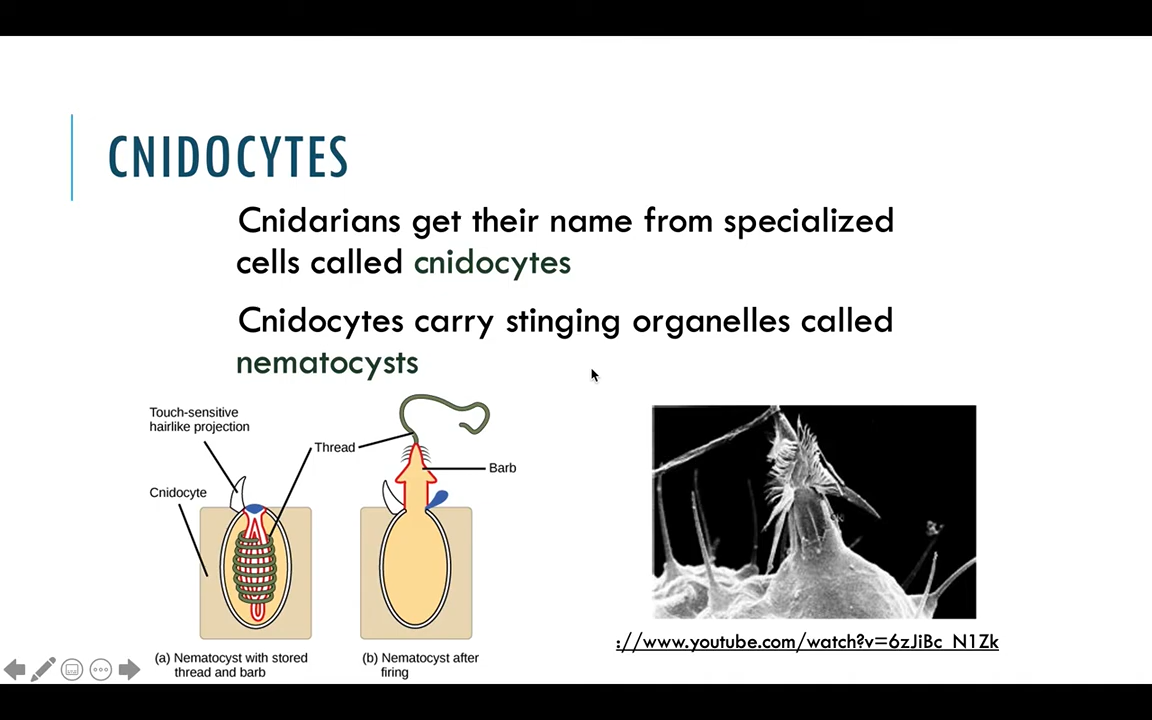 CNIDOCYTES
Cnidarians get their name from specialized
cells called cnidocytes
Cnidocytes carry stinging organelles called
nematocysts
Touch-sensitive
hairlike projection
Thread
Barb
Cnidocyte
(a) Nematocyst with stored
thread and barb
(b) Nematocyst after
firing
://www.youtube.com/watch?v=6zJiBc_N1Zk